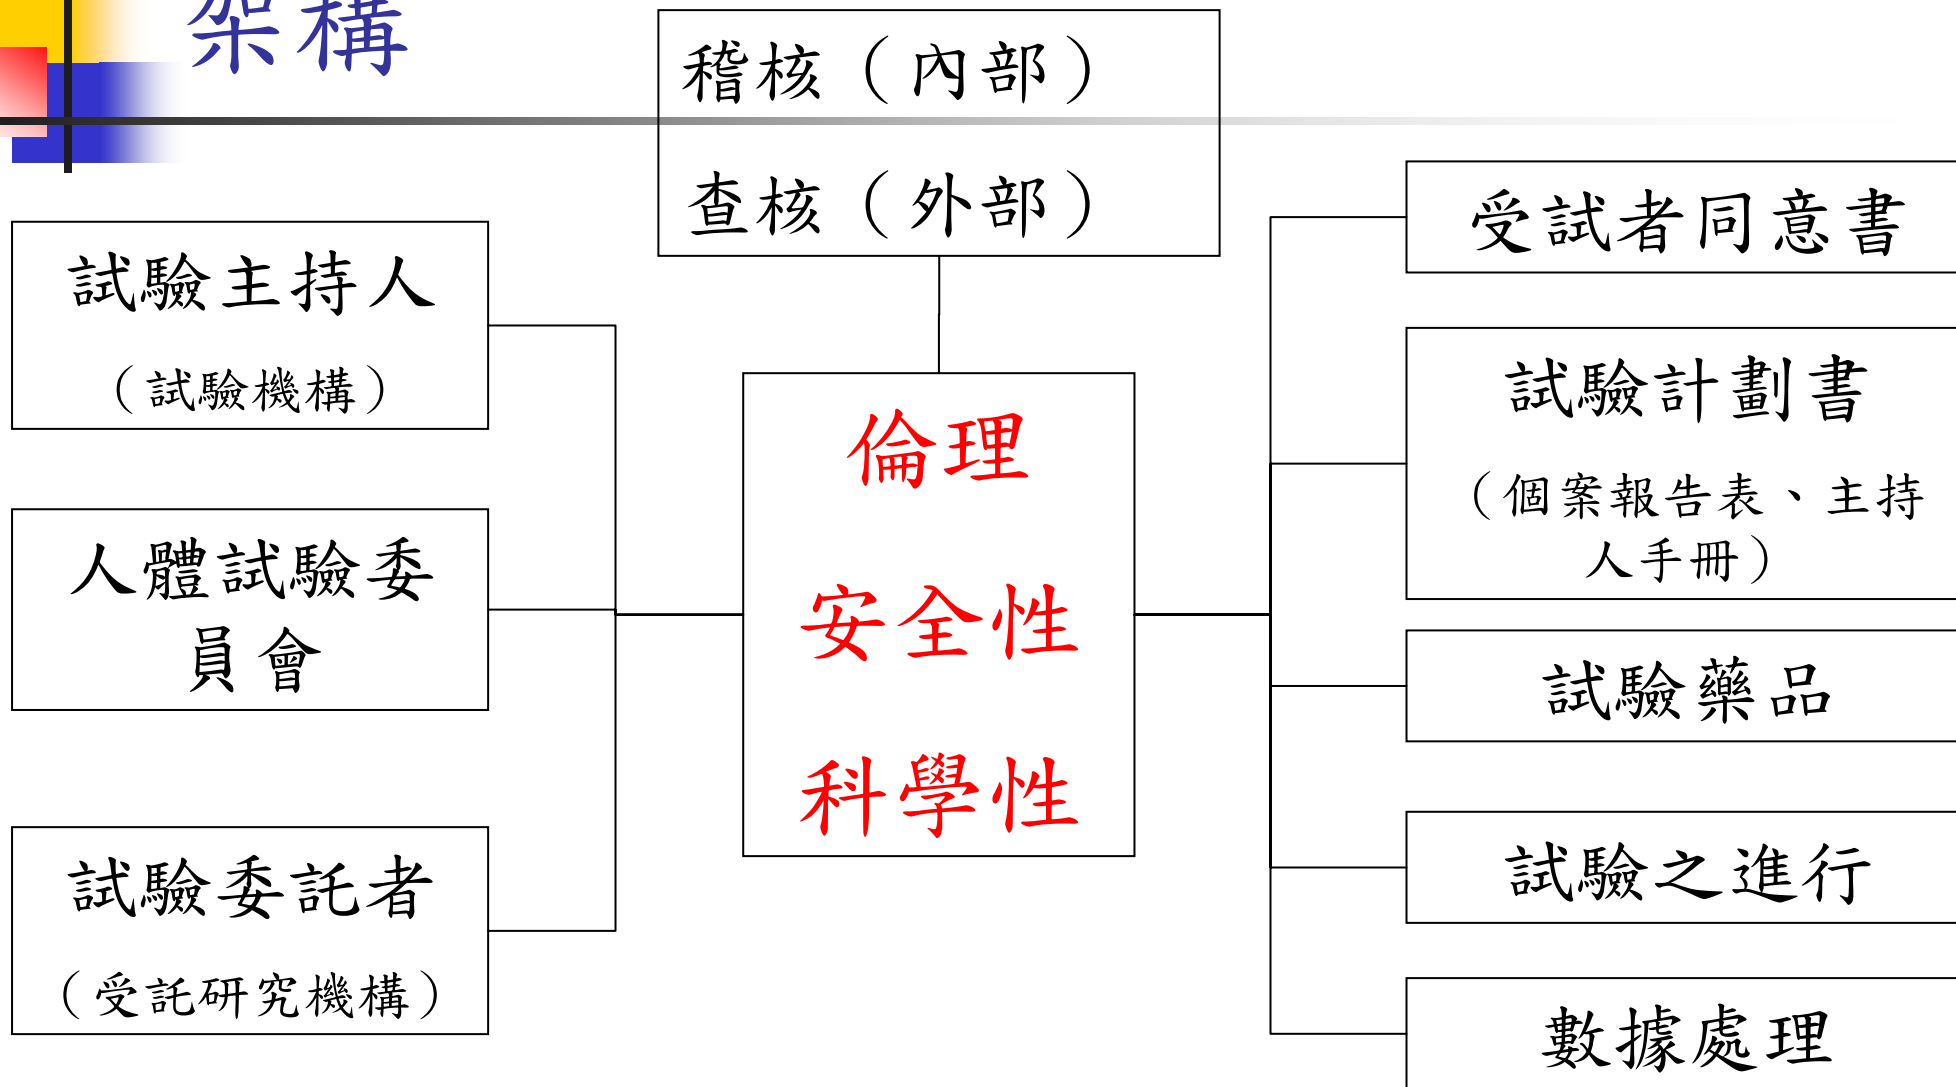 架構
稽核（內部）
查核（外部）
試驗主持人
（試驗機構）
人體試驗委
員會
試驗委託者
（受託研究機構）
倫理
安全性
科學性
受試者同意書
試驗計劃書
（個案報告表、主持
人手冊）
試驗藥品
試驗之進行
數據處理